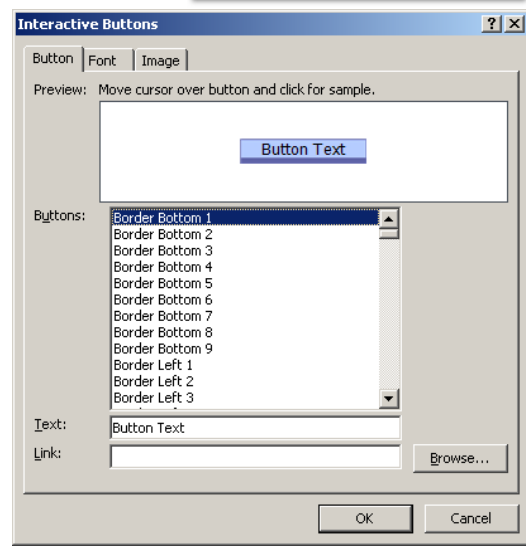 Interactive Buttons
Button Font Image
Preview: Move cursor over button and click for sample.
Button Text
Buttons:
Border Bottom 1
Border Bottom 2
Border Bottom 3
Border Bottom 4
Border Bottom 5
Border Bottom 6
Border Bottom 7
Border Bottom 8
Border Bottom 9
Border Left 1
Border Left 2
Border Left 3
Text: Button Text
Link: Browse...
OK Cancel